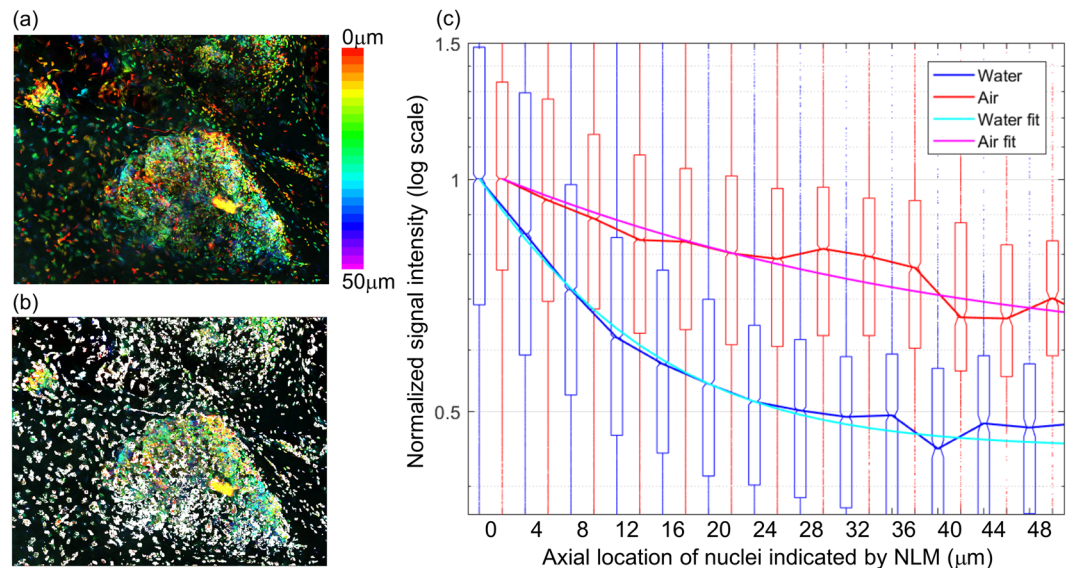 (a)
0μm
50μm
(b)
(c)
Normalized signal intensity (log scale)
1.5
1
0.5
Water
Air
Water fit
Air fit
0 4 8 12 16 20 24 28 32 36 40 44 48
Axial location of nuclei indicated by NLM (μm)